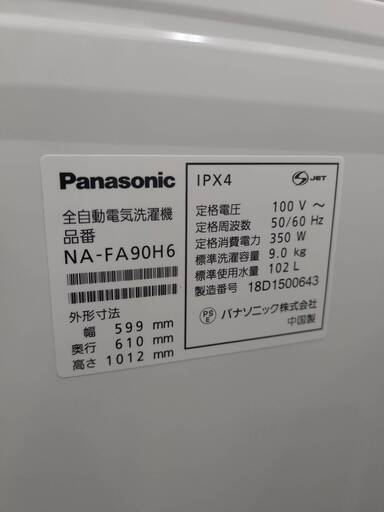 Panasonic
全自動電気洗濯機
品番
NA-FA90H6
外形寸法
幅 599 mm
奥行 610 mm
高さ 1012 mm
IPX4
S JET
定格電圧 100 V ~
定格周波数 50/60 Hz
定格消費電力 350 W
標準洗濯容量 9.0 kg
標準使用水量 102 L
製造番号 18D1500643
PSE パナソニック株式会社
中国製